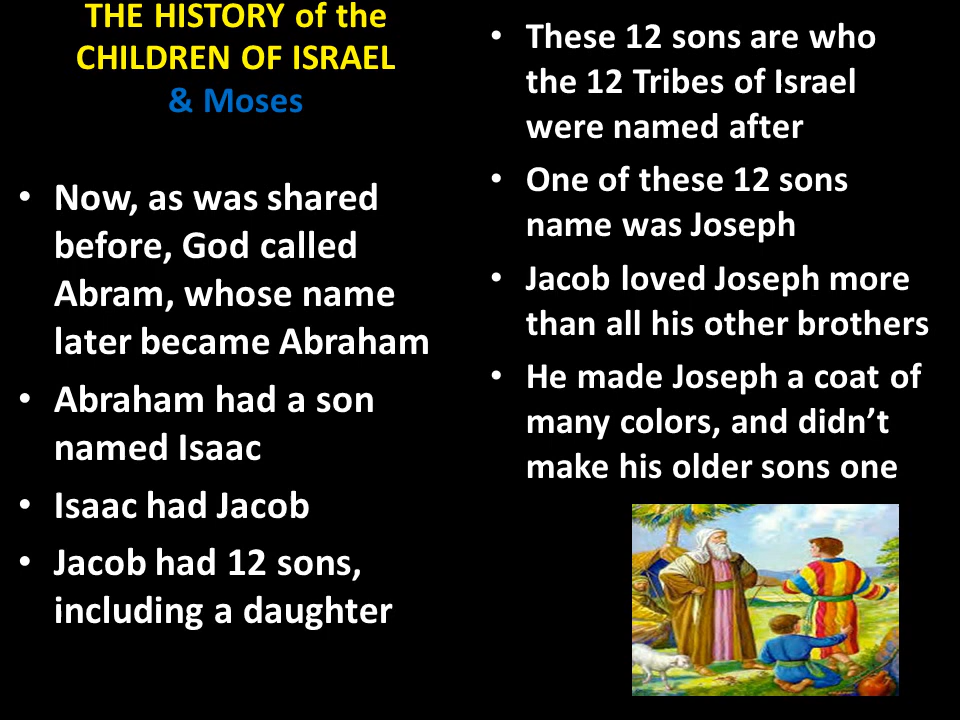 THE HISTORY of the
CHILDREN OF ISRAEL
& Moses
• Now, as was shared
before, God called
Abram, whose name
later became Abraham
• Abraham had a son
named Isaac
• Isaac had Jacob
• Jacob had 12 sons,
including a daughter
• These 12 sons are who
the 12 Tribes of Israel
were named after
• One of these 12 sons
name was Joseph
• Jacob loved Joseph more
than all his other brothers
• He made Joseph a coat of
many colors, and didn’t
make his older sons one